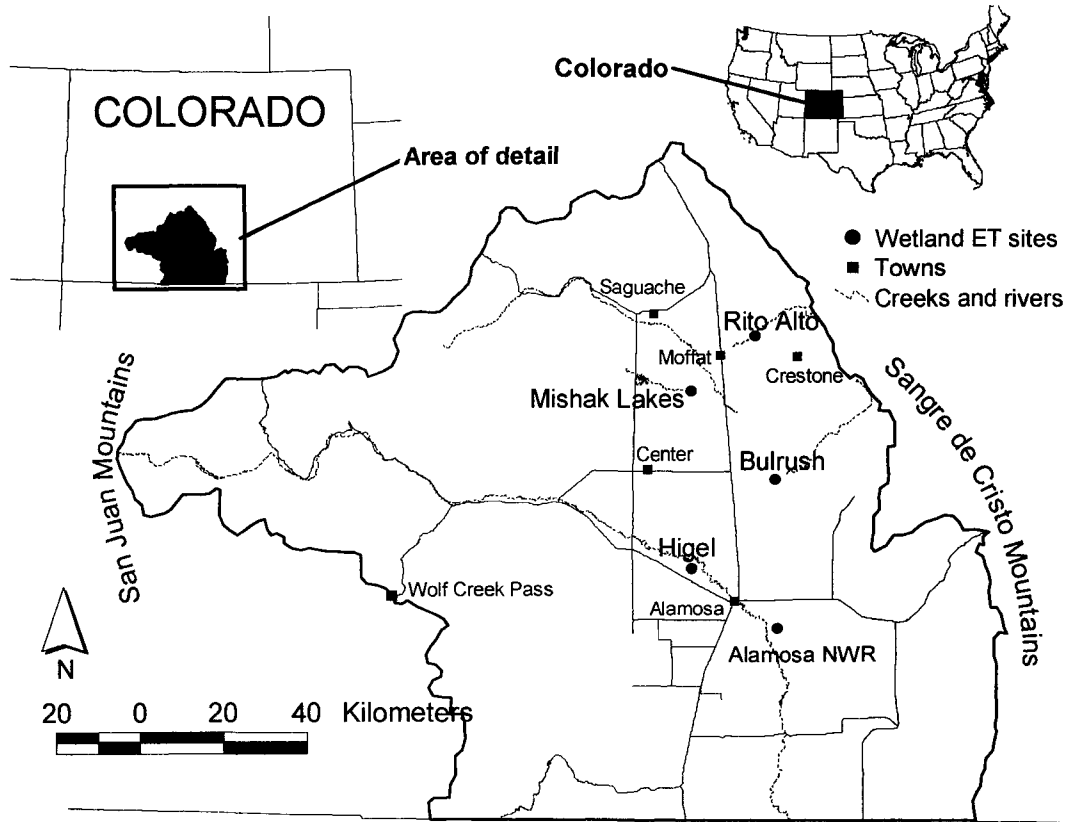 COLORADO
Area of detail
Colorado
Wetland ET sites
Towns
Creeks and rivers
Saguache
Rito Alto
Moffat
Crestone
Mishak Lakes
Center
Bulrush
Higel
Wolf Creek Pass
Alamosa
Alamosa NWR
San Juan Mountains
Sangre de Cristo Mountains
N
20 0 20 40 Kilometers